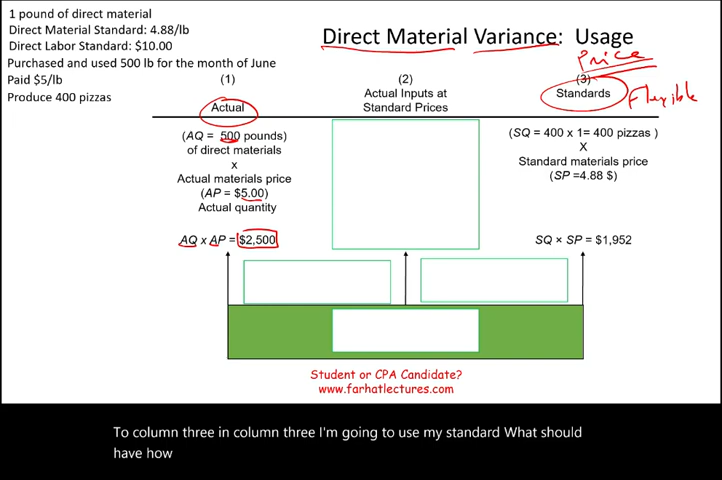 1 pound of direct material
Direct Material Standard: 4.88/lb
Direct Labor Standard: $10.00
Purchased and used 500 lb for the month of June
Paid $5/lb
Produce 400 pizzas
Direct Material Variance: Usage
Price
(1)
Actual
(2)
Actual Inputs at
Standard Prices
(3)
Standards
Flexible
(AQ = 500 pounds)
of direct materials
x
Actual materials price
(AP = $5.00)
Actual quantity
AQ x AP = $2,500
(SQ = 400 x 1= 400 pizzas )
X
Standard materials price
(SP =4.88 $)
SQ × SP = $1,952
Student or CPA Candidate?
www.farhatlectures.com
To column three in column three I'm going to use my standard What should
have how